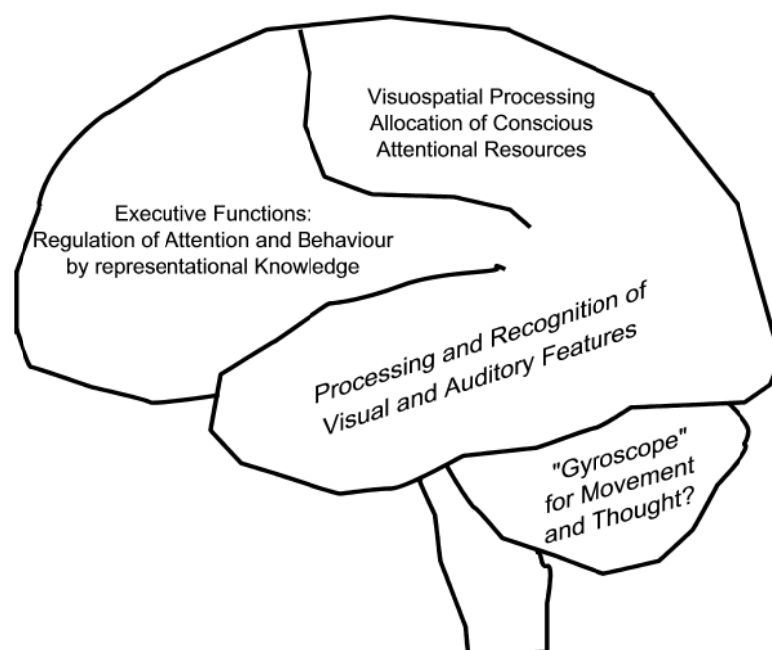 Visuospatial Processing
Allocation of Conscious
Attentional Resources
Executive Functions:
Regulation of Attention and Behaviour
by representational Knowledge
Processing and Recognition of
Visual and Auditory Features
"Gyroscope"
for Movement
and Thought?